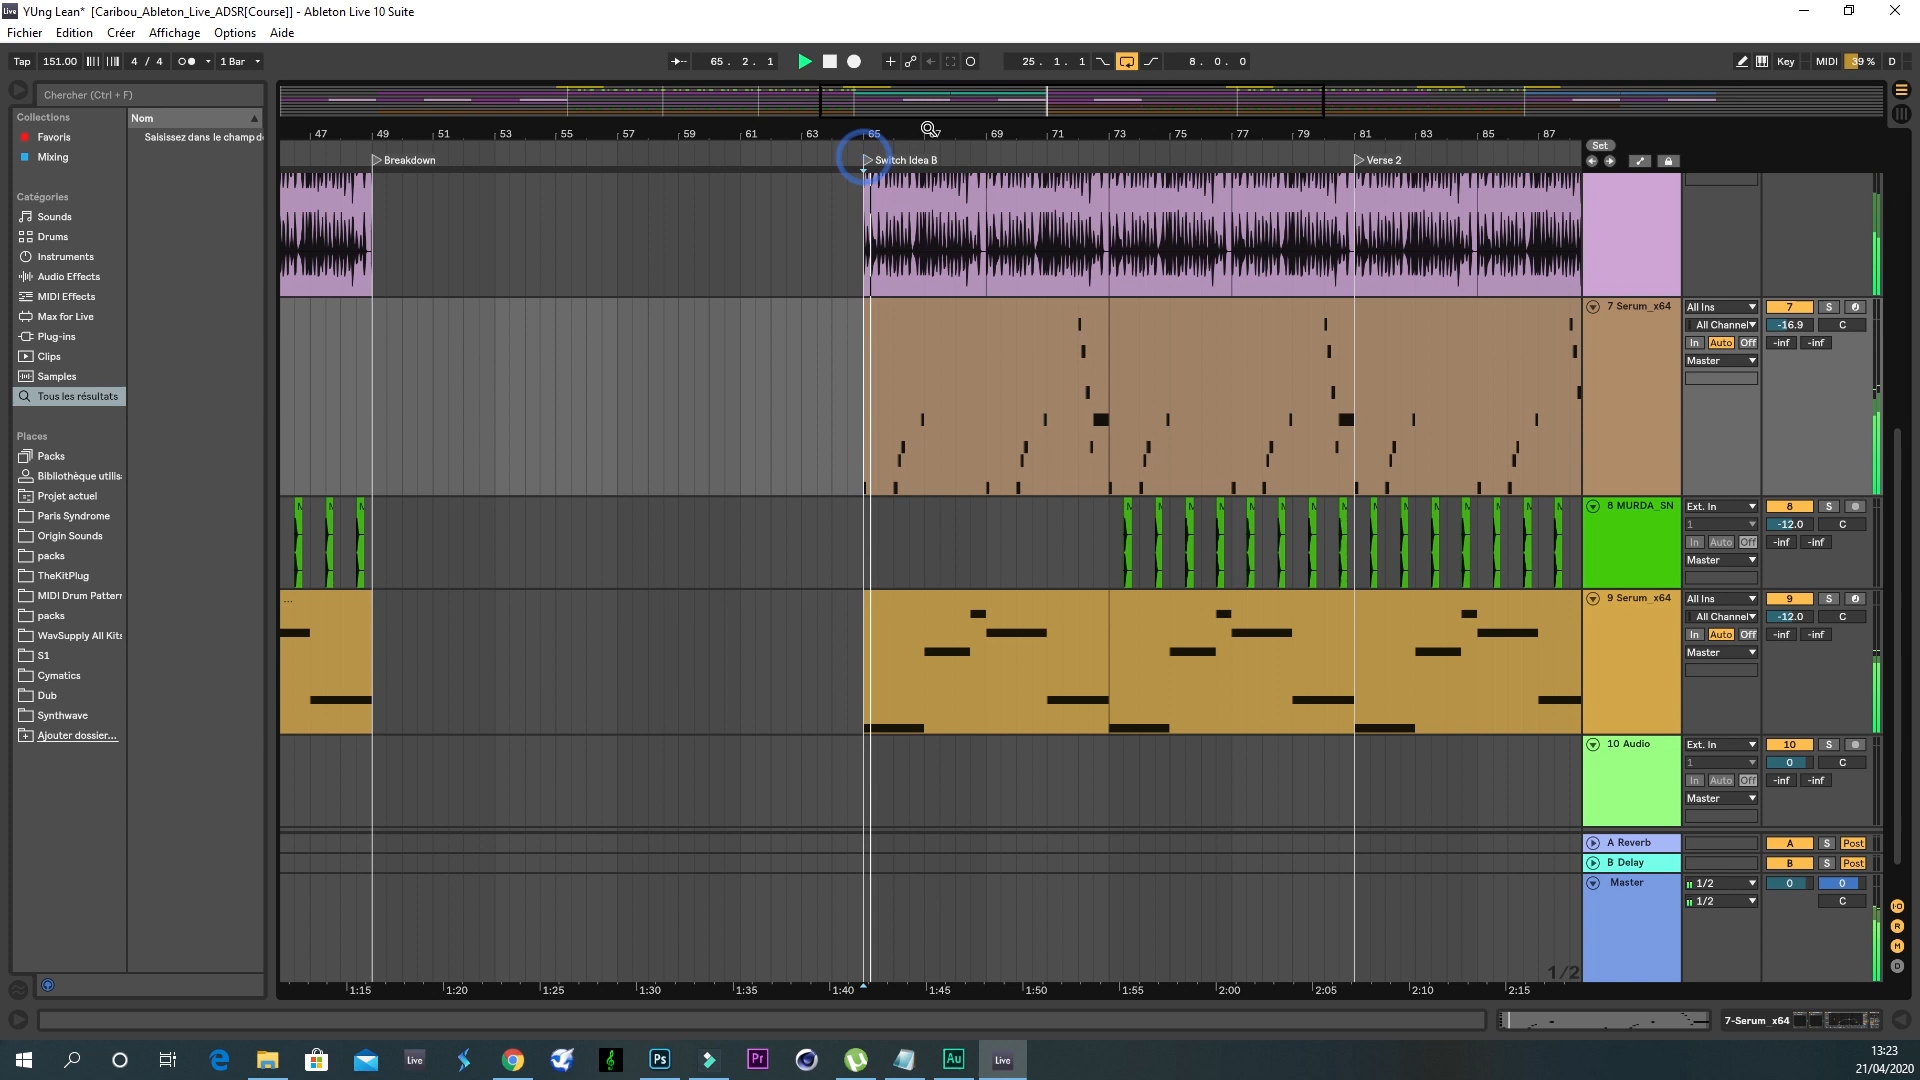 YUng Lean* [Caribou_Ableton_Live_ADSR[Course]] - Ableton Live 10 Suite
Fichier Edition Créer Affichage Options Aide
Tap 151.00 4 / 4 1 Bar 65. 2. 1 25. 1. 1 8. 0. 0 Key MIDI 39 % D
Chercher (Ctrl + F)
Collections
Favoris
Mixing
Catégories
Sounds
Drums
Instruments
Audio Effects
MIDI Effects
Max for Live
Plug-ins
Clips
Samples
Tous les résultats
Places
Packs
Bibliothèque utilis
Projet actuel
Paris Syndrome
Origin Sounds
packs
TheKitPlug
MIDI Drum Pattern
packs
WavSupply All Kits
S1
Cymatics
Dub
Synthwave
Ajouter dossier...
Nom
Saisissez dans le champ de
47 49 51 53 55 57 59 61 63 65 67 69 71 73 75 77 79 81 83 85 87
Set
Breakdown Switch Idea B Verse 2
7 Serum_x64 All Ins 7 S
All Channel -16.9 C
In Auto Off -inf -inf
Master
8 MURDA_SN Ext. In 8 S
1 -12.0 C
In Auto Off -inf -inf
Master
...
9 Serum_x64 All Ins 9 S
All Channel -12.0 C
In Auto Off -inf -inf
Master
10 Audio Ext. In 10 S
1 0 C
In Auto Off -inf -inf
Master
A Reverb A S Post
B Delay B S Post
Master 1/2 0 0
1/2 C
1/2
1:15 1:20 1:25 1:30 1:35 1:40 1:45 1:50 1:55 2:00 2:05 2:10 2:15
I·O
R
M
D
7-Serum_x64
Live Ps Pr Au Live
13:23
21/04/2020